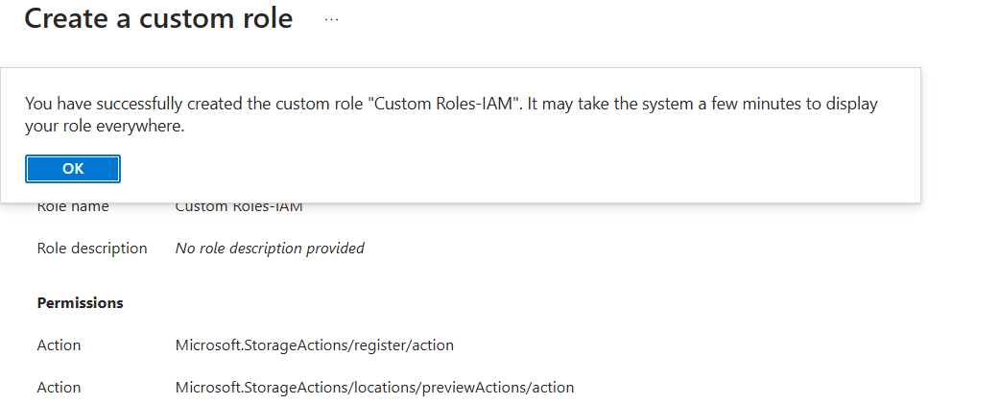 Create a custom role ...
You have successfully created the custom role "Custom Roles-IAM". It may take the system a few minutes to display
your role everywhere.
OK
Role name Custom Roles-IAM
Role description No role description provided
Permissions
Action Microsoft.StorageActions/register/action
Action Microsoft.StorageActions/locations/previewActions/action